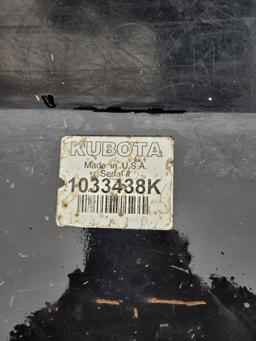 KUBOTA
Made in U.S.A.
Serial #
1033438K